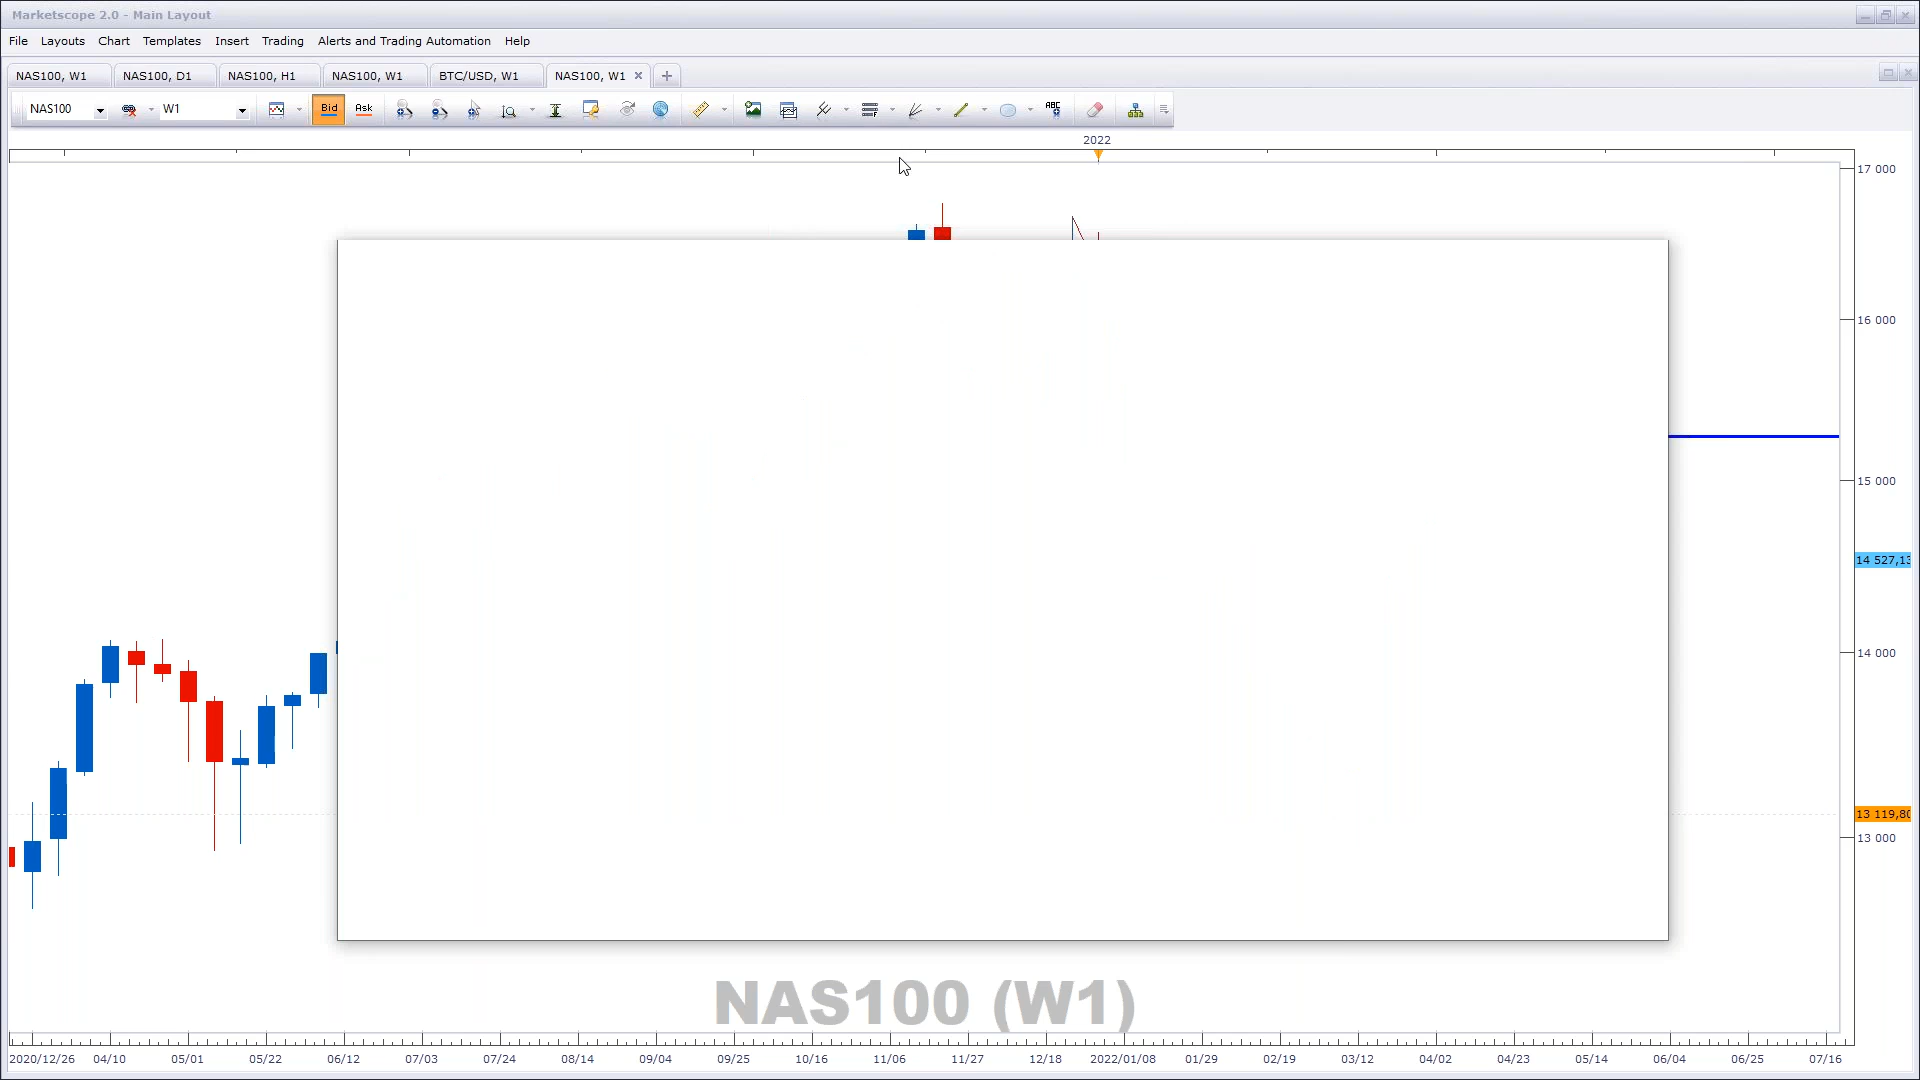 Marketscope 2.0 - Main Layout
File Layouts Chart Templates Insert Trading Alerts and Trading Automation Help
NAS100, W1 NAS100, D1 NAS100, H1 NAS100, W1 BTC/USD, W1 NAS100, W1
NAS100 W1 Bid Ask ABC
2022
17 000
16 000
15 000
14 527,13
14 000
13 119,80
13 000
NAS100 (W1)
2020/12/26 04/10 05/01 05/22 06/12 07/03 07/24 08/14 09/04 09/25 10/16 11/06 11/27 12/18 2022/01/08 01/29 02/19 03/12 04/02 04/23 05/14 06/04 06/25 07/16